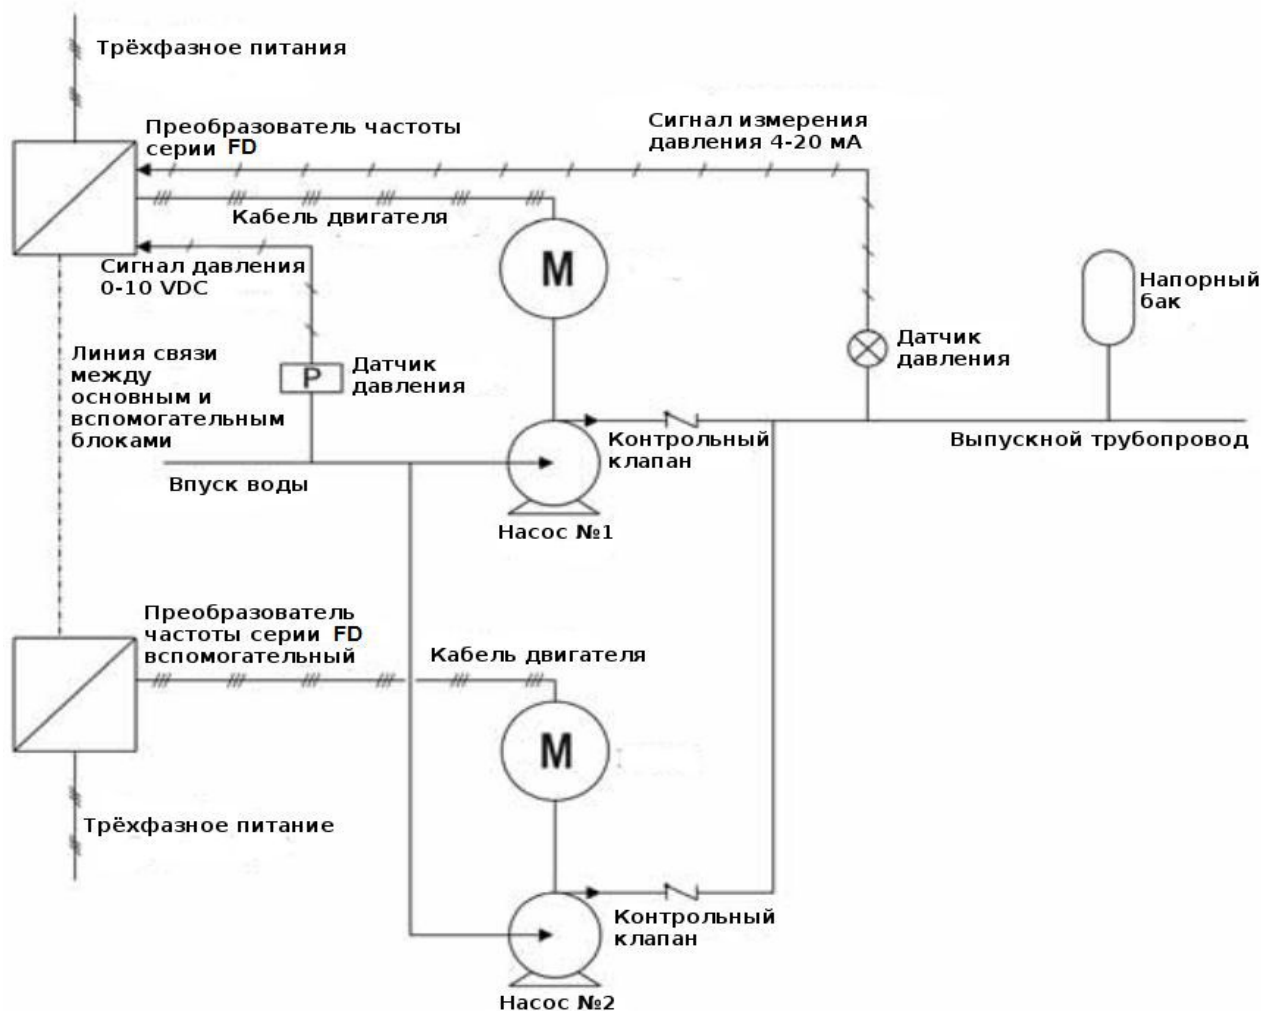 Трёхфазное питания
Преобразователь частоты
серии FD
Сигнал измерения
давления 4-20 мА
Кабель двигателя
М
Сигнал давления
0-10 VDC
Напорный
бак
Датчик
давления
Линия связи
между
основным и
вспомогательным
блоками
P
Датчик
давления
Контрольный
клапан
Выпускной трубопровод
Впуск воды
Насос №1
Преобразователь
частоты серии FD
вспомогательный
Кабель двигателя
М
Трёхфазное питание
Контрольный
клапан
Насос №2